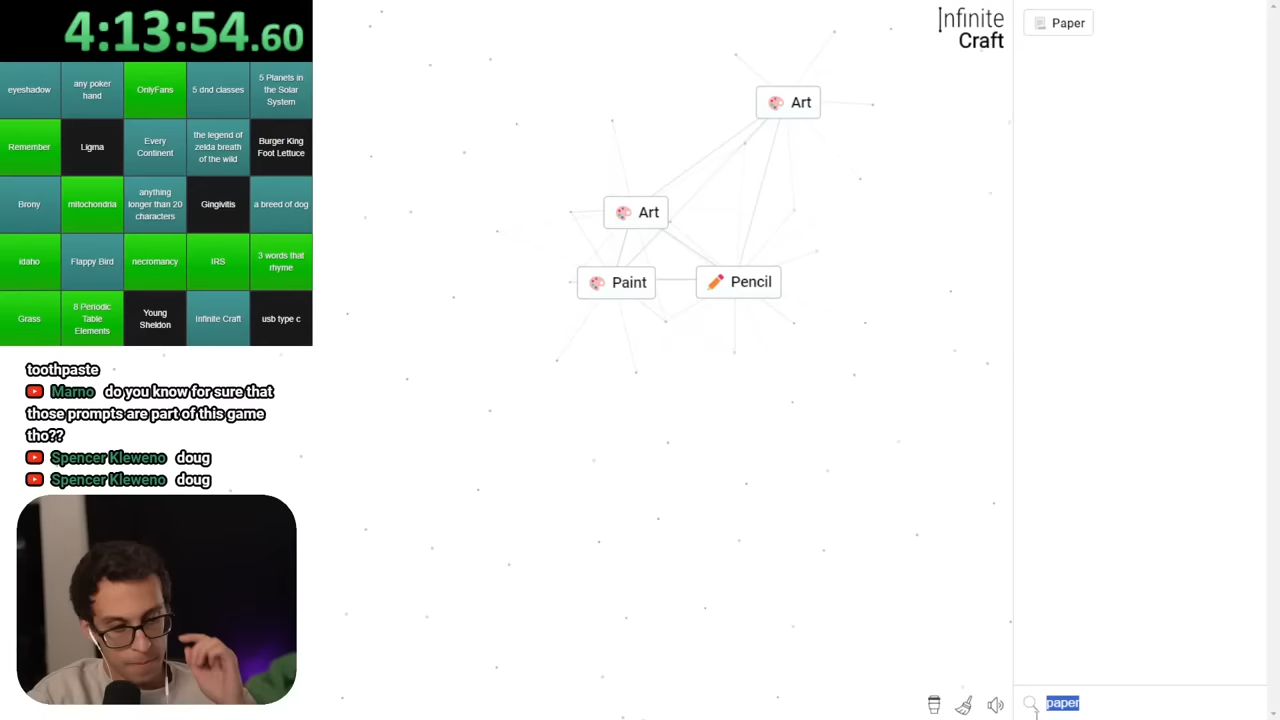 4:13:54.60
eyeshadow
any poker
hand
OnlyFans
5 dnd classes
5 Planets in
the Solar
System
Remember
Ligma
Every
Continent
the legend of
zelda breath
of the wild
Burger King
Foot Lettuce
Brony
mitochondria
anything
longer than 20
characters
Gingivitis
a breed of dog
idaho
Flappy Bird
necromancy
IRS
3 words that
rhyme
Grass
8 Periodic
Table
Elements
Young
Sheldon
Infinite Craft
usb type c
toothpaste
Marno do you know for sure that
those prompts are part of this game
tho??
Spencer Kleweno doug
Spencer Kleweno doug
Infinite
Craft
Art
Art
Paint
Pencil
Paper
paper